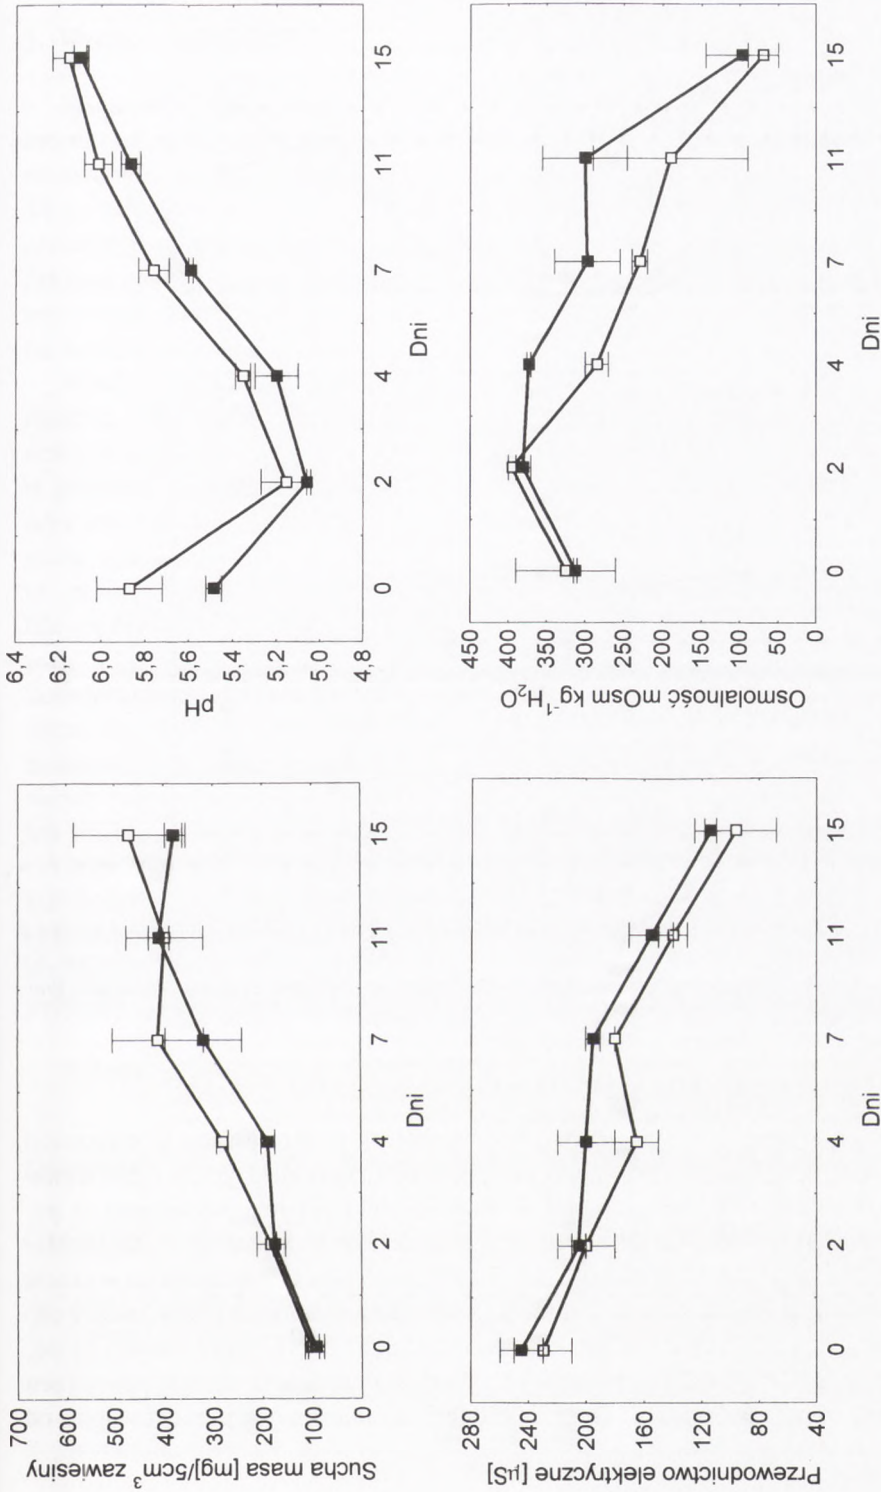 Sucha masa [mg]/5cm³ zawiesiny
700
600
500
400
300
200
100
0
0 2 4 7 11 15
Dni
pH
6,4
6,2
6,0
5,8
5,6
5,4
5,2
5,0
4,8
0 2 4 7 11 15
Dni
Przewodnictwo elektryczne [µS]
280
240
200
160
120
80
40
0 2 4 7 11 15
Dni
Osmolalność mOsm kg⁻¹H₂O
450
400
350
300
250
200
150
100
50
0
0 2 4 7 11 15
Dni